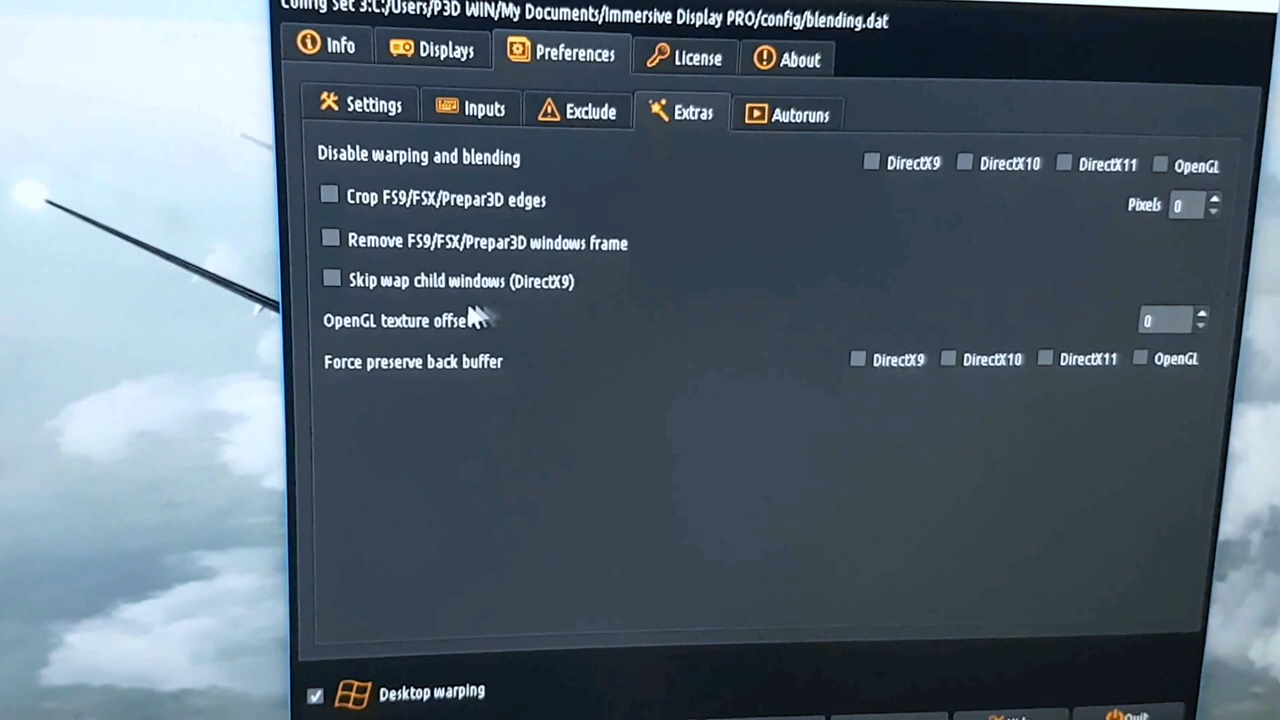 Config Set 3:C:/Users/P3D WIN/My Documents/Immersive Display PRO/config/blending.dat
Info Displays Preferences License About
Settings Inputs Exclude Extras Autoruns
Disable warping and blending DirectX9 DirectX10 DirectX11 OpenGL
Crop FS9/FSX/Prepar3D edges Pixels 0
Remove FS9/FSX/Prepar3D windows frame
Skip wap child windows (DirectX9)
OpenGL texture offse 0
Force preserve back buffer DirectX9 DirectX10 DirectX11 OpenGL
Desktop warping
Quit